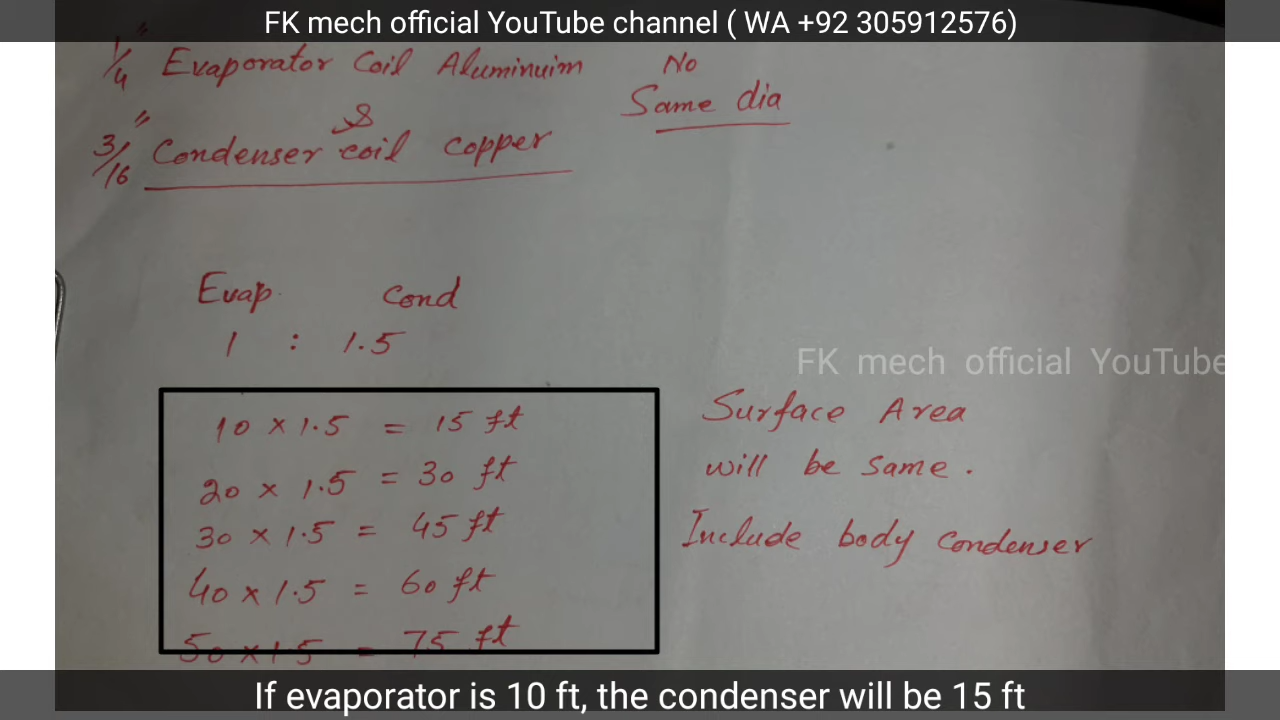 FK mech official YouTube channel ( WA +92 305912576)
1/4" Evaporator Coil Aluminuim No
& Same dia
3/16" Condenser coil copper
Evap. Cond
1 : 1.5
FK mech official YouTube
10 x 1.5 = 15 ft
20 x 1.5 = 30 ft
30 x 1.5 = 45 ft
40 x 1.5 = 60 ft
50 x 1.5 = 75 ft
Surface Area
will be same.
Include body condenser
If evaporator is 10 ft, the condenser will be 15 ft